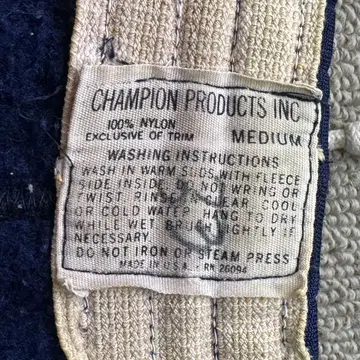 CHAMPION PRODUCTS INC
100% NYLON
EXCLUSIVE OF TRIM MEDIUM
WASHING INSTRUCTIONS
WASH IN WARM SUDS WITH FLEECE
SIDE INSIDE DO NOT WRING OR
TWIST RINSE CLEAR COOL
OR COLD WATER HANG TO DRY
WHILE WET BRUSH LIGHTLY IF
NECESSARY
DO NOT IRON OR STEAM PRESS
MADE IN U.S.A. RN 26094